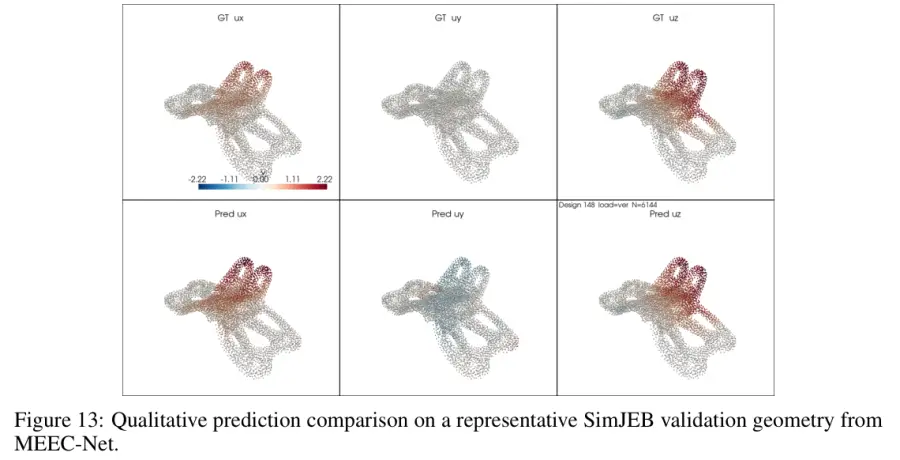 GT ux
GT uy
GT uz
-2.22 -1.11 0.00 1.11 2.22
Pred ux
Pred uy
Design 148 load=ver N=6144
Pred uz
Figure 13: Qualitative prediction comparison on a representative SimJEB validation geometry from
MEEC-Net.